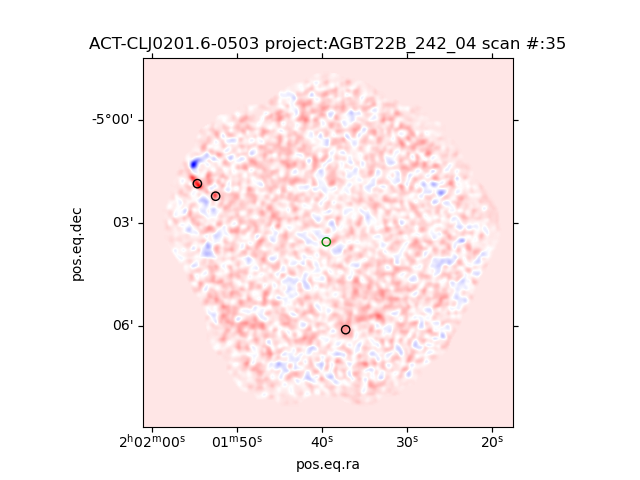 ACT-CLJ0201.6-0503 project:AGBT22B_242_04 scan #:35
-5°00'
03'
06'
pos.eq.dec
2ʰ02ᵐ00ˢ 01ᵐ50ˢ 40ˢ 30ˢ 20ˢ
pos.eq.ra